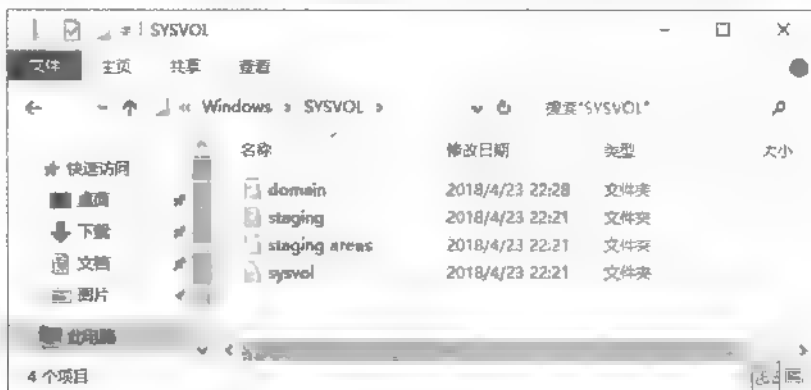 SYSVOL
文件 主页 共享 查看
« Windows › SYSVOL › 搜索"SYSVOL"
名称 修改日期 类型 大小
快速访问
桌面
下载
文档
图片
此电脑
domain 2018/4/23 22:28 文件夹
staging 2018/4/23 22:21 文件夹
staging areas 2018/4/23 22:21 文件夹
sysvol 2018/4/23 22:21 文件夹
4 个项目